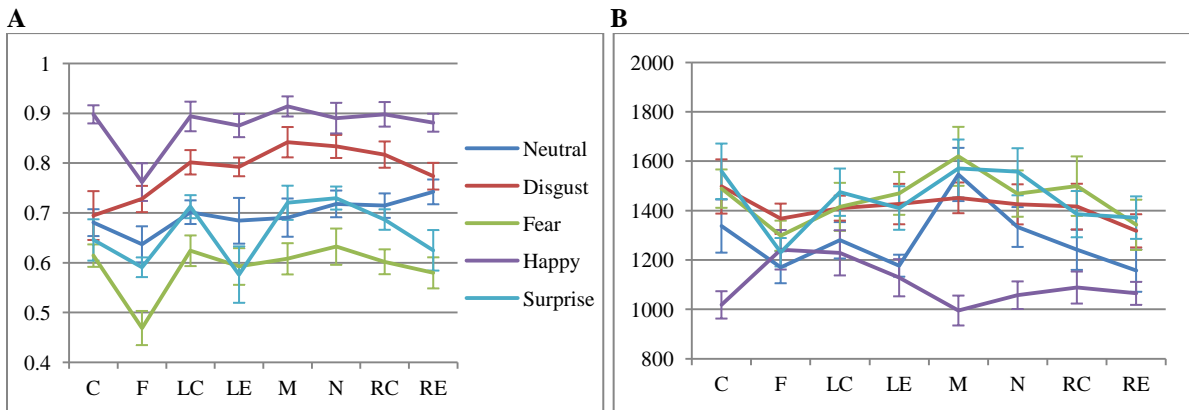 A
1
0.9
0.8
0.7
0.6
0.5
0.4
C F LC LE M N RC RE
Neutral
Disgust
Fear
Happy
Surprise
B
2000
1800
1600
1400
1200
1000
800
C F LC LE M N RC RE